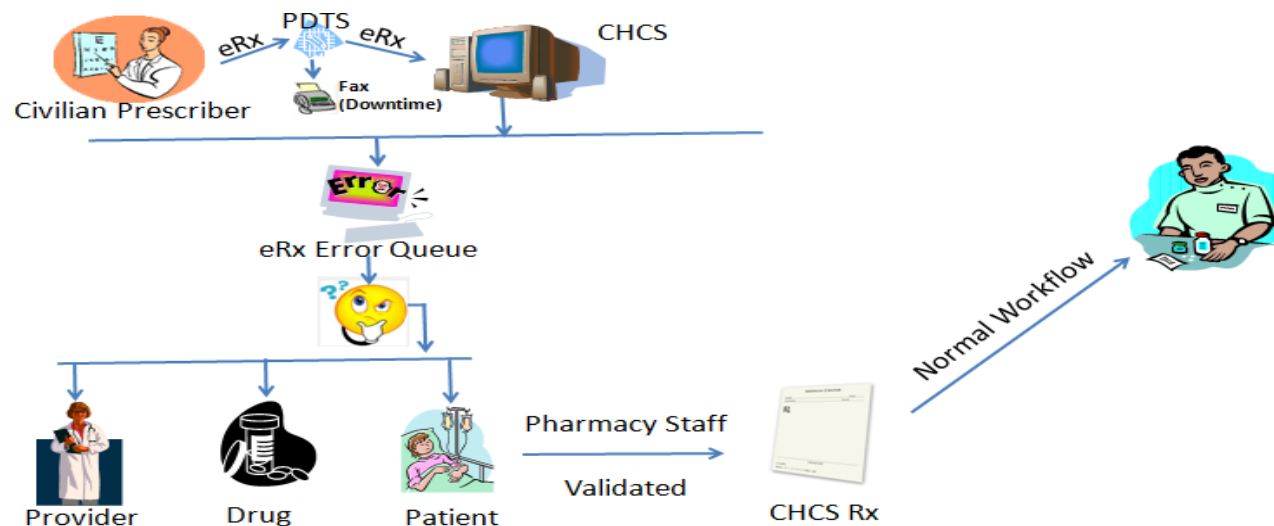 PDTS
eRx
eRx
CHCS
Fax
(Downtime)
Civilian Prescriber
Error
eRx Error Queue
???
Normal Workflow
Pharmacy Staff
Validated
Provider
Drug
Patient
CHCS Rx